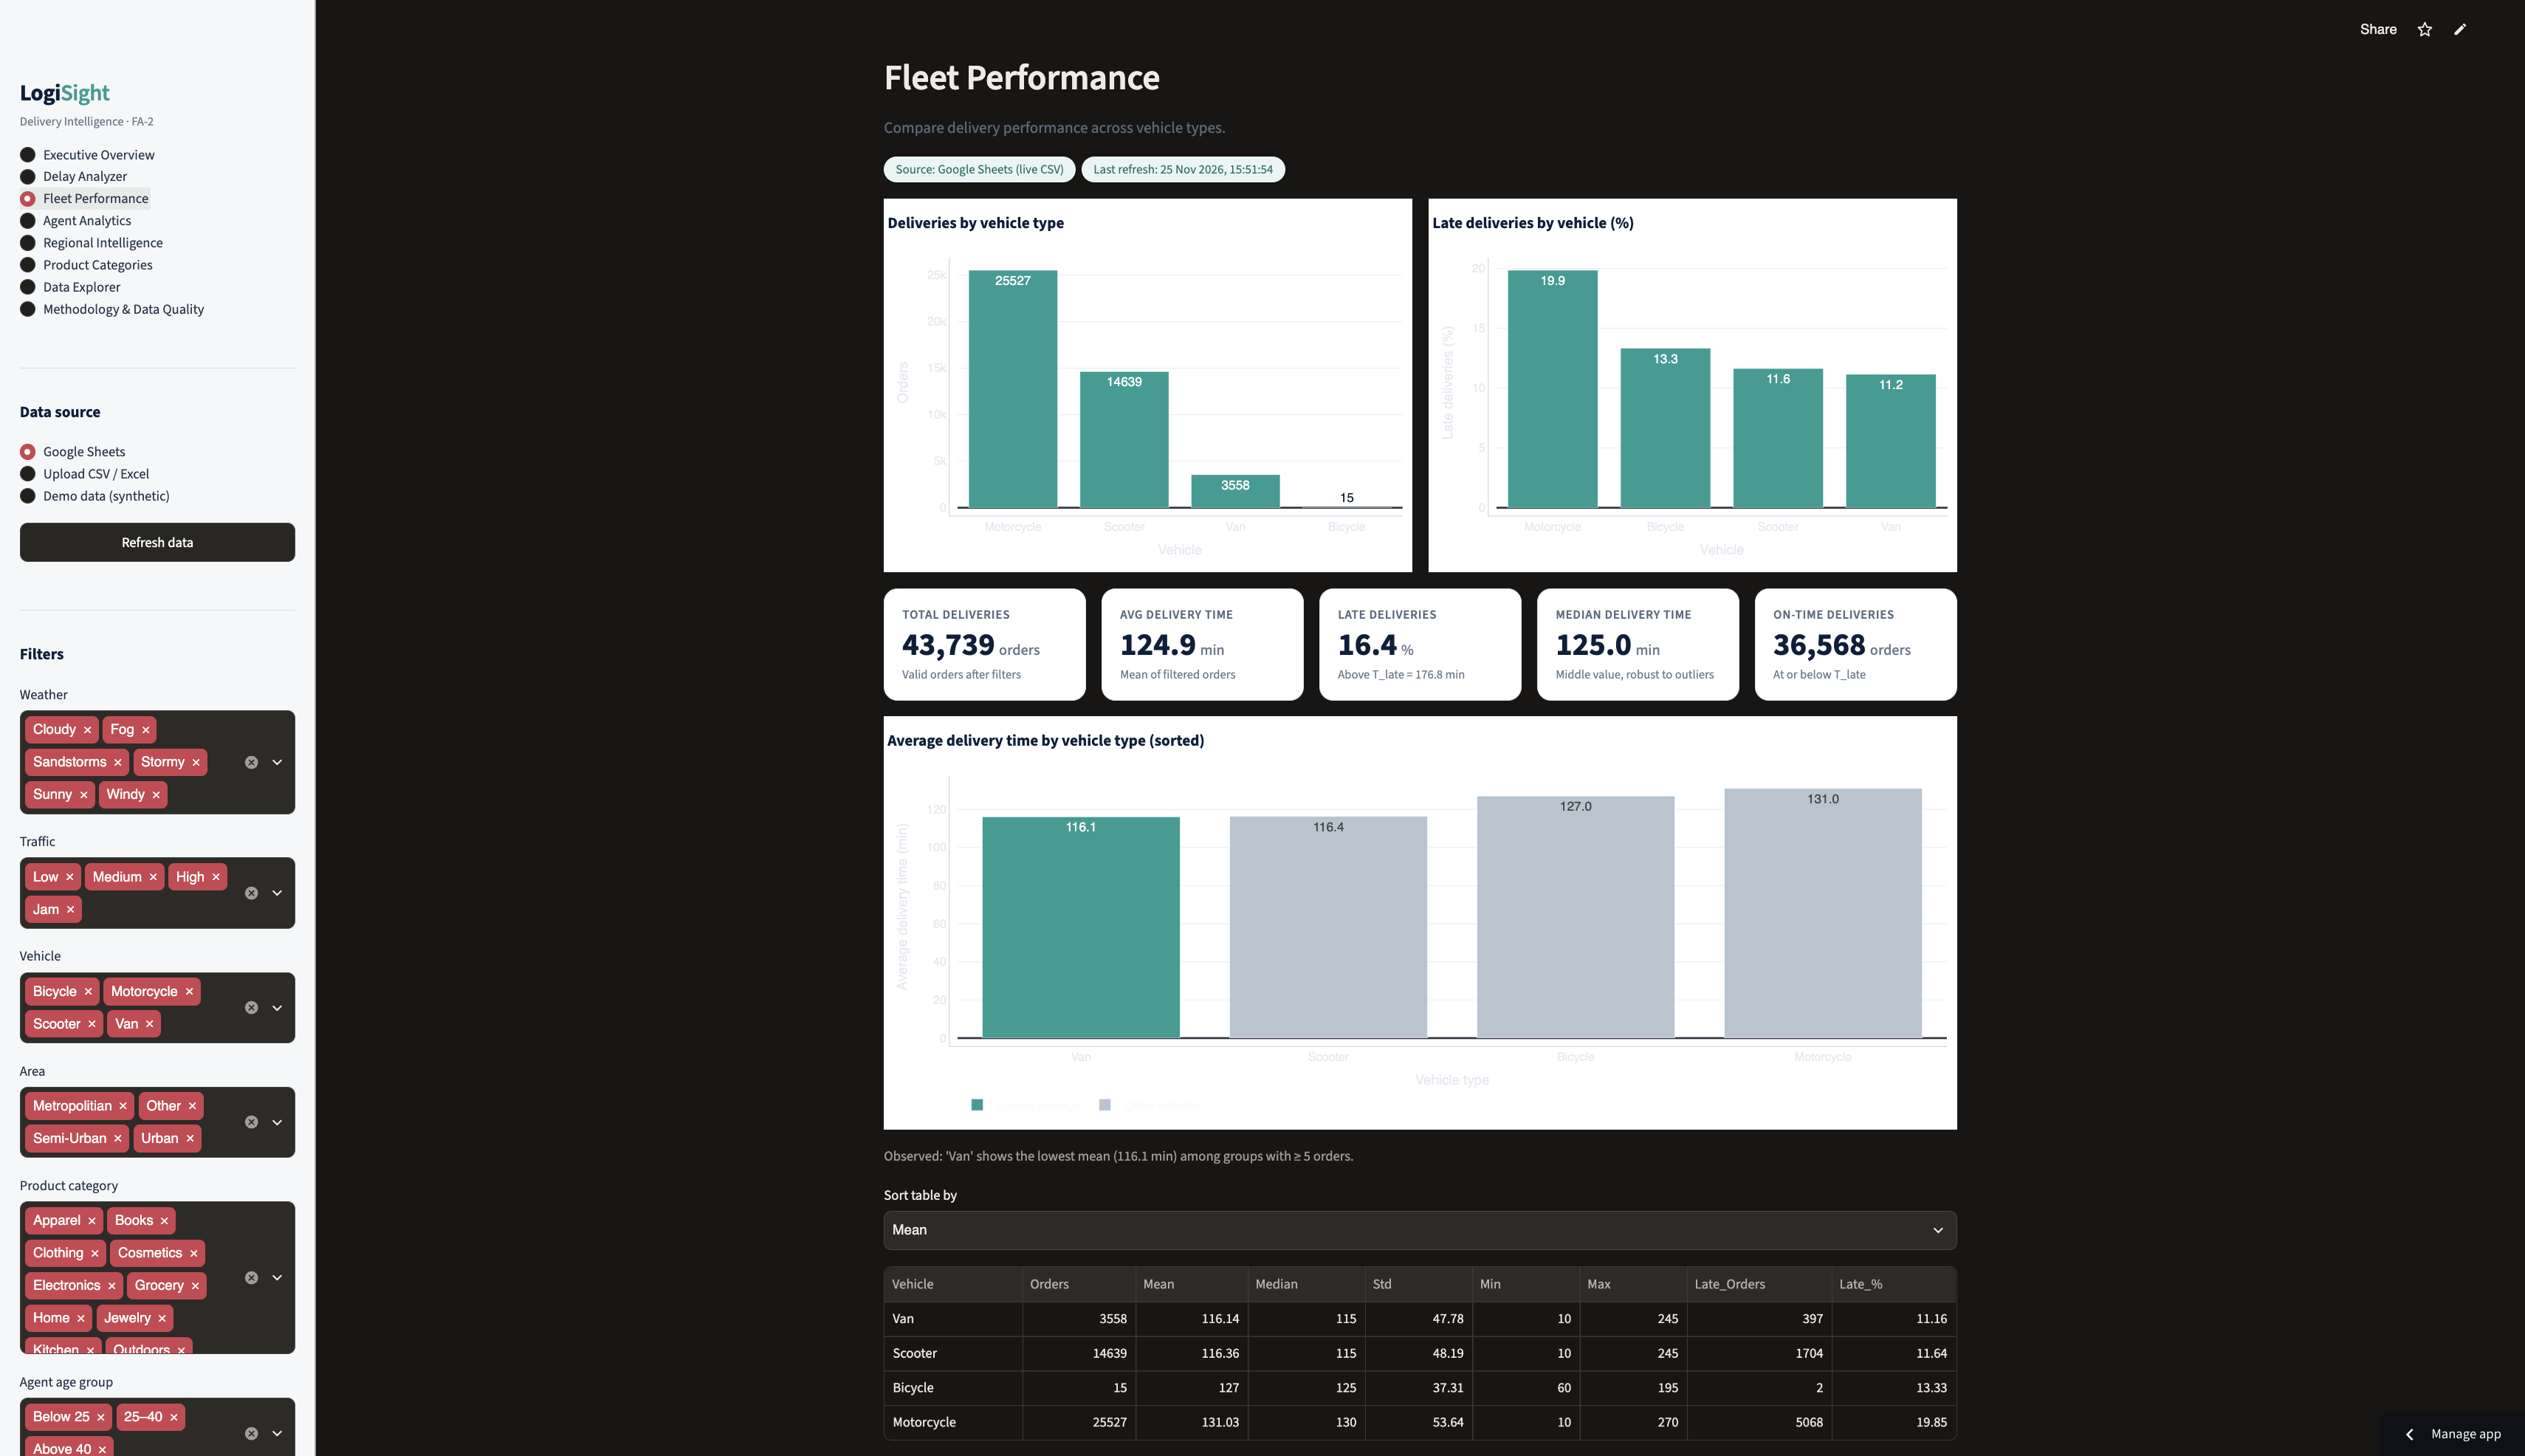 Share
LogiSight
Delivery Intelligence · FA-2
Executive Overview
Delay Analyzer
Fleet Performance
Agent Analytics
Regional Intelligence
Product Categories
Data Explorer
Methodology & Data Quality
Data source
Google Sheets
Upload CSV / Excel
Demo data (synthetic)
Refresh data
Filters
Weather
Cloudy × Fog ×
Sandstorms × Stormy ×
Sunny × Windy ×
Traffic
Low × Medium × High ×
Jam ×
Vehicle
Bicycle × Motorcycle ×
Scooter × Van ×
Area
Metropolitian × Other ×
Semi-Urban × Urban ×
Product category
Apparel × Books ×
Clothing × Cosmetics ×
Electronics × Grocery ×
Home × Jewelry ×
Kitchen × Outdoors ×
Agent age group
Below 25 × 25–40 ×
Above 40 ×
Fleet Performance
Compare delivery performance across vehicle types.
Source: Google Sheets (live CSV) Last refresh: 25 Nov 2026, 15:51:54
Deliveries by vehicle type
Orders
25k
20k
15k
10k
5k
0
25527
14639
3558
15
Motorcycle Scooter Van Bicycle
Vehicle
Late deliveries by vehicle (%)
Late deliveries (%)
20
15
10
5
0
19.9
13.3
11.6
11.2
Motorcycle Bicycle Scooter Van
Vehicle
TOTAL DELIVERIES
43,739 orders
Valid orders after filters
AVG DELIVERY TIME
124.9 min
Mean of filtered orders
LATE DELIVERIES
16.4 %
Above T_late = 176.8 min
MEDIAN DELIVERY TIME
125.0 min
Middle value, robust to outliers
ON-TIME DELIVERIES
36,568 orders
At or below T_late
Average delivery time by vehicle type (sorted)
Average delivery time (min)
120
100
80
60
40
20
0
116.1
116.4
127.0
131.0
Van Scooter Bicycle Motorcycle
Vehicle type
Observed: 'Van' shows the lowest mean (116.1 min) among groups with ≥ 5 orders.
Sort table by
Mean
Vehicle Orders Mean Median Std Min Max Late_Orders Late_%
Van 3558 116.14 115 47.78 10 245 397 11.16
Scooter 14639 116.36 115 48.19 10 245 1704 11.64
Bicycle 15 127 125 37.31 60 195 2 13.33
Motorcycle 25527 131.03 130 53.64 10 270 5068 19.85
Manage app